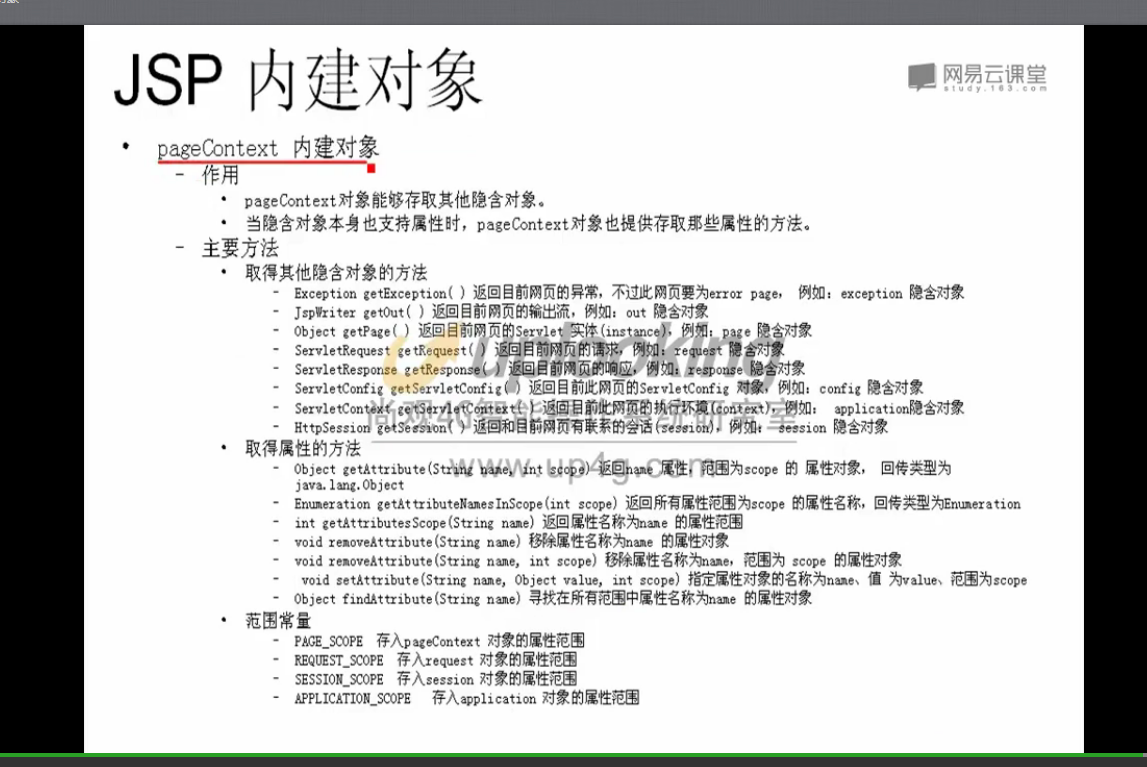 JSP 内建对象
网易云课堂
study.163.com
• pageContext 内建对象
– 作用
• pageContext对象能够存取其他隐含对象。
• 当隐含对象本身也支持属性时，pageContext对象也提供存取那些属性的方法。
– 主要方法
• 取得其他隐含对象的方法
– Exception getException( ) 返回目前网页的异常，不过此网页要为error page， 例如：exception 隐含对象
– JspWriter getOut( ) 返回目前网页的输出流，例如：out 隐含对象
– Object getPage( ) 返回目前网页的Servlet 实体(instance)，例如：page 隐含对象
– ServletRequest getRequest( ) 返回目前网页的请求，例如：request 隐含对象
– ServletResponse getResponse( ) 返回目前网页的响应，例如：response 隐含对象
– ServletConfig getServletConfig( ) 返回目前此网页的ServletConfig 对象，例如：config 隐含对象
– ServletContext getServletContext( ) 返回目前此网页的执行环境(context)，例如： application隐含对象
– HttpSession getSession( ) 返回和目前网页有联系的会话(session)，例如： session 隐含对象
• 取得属性的方法
– Object getAttribute(String name, int scope) 返回name 属性，范围为scope 的 属性对象， 回传类型为
java.lang.Object
– Enumeration getAttributeNamesInScope(int scope) 返回所有属性范围为scope 的属性名称，回传类型为Enumeration
– int getAttributesScope(String name) 返回属性名称为name 的属性范围
– void removeAttribute(String name) 移除属性名称为name 的属性对象
– void removeAttribute(String name, int scope) 移除属性名称为name，范围为 scope 的属性对象
– void setAttribute(String name, Object value, int scope) 指定属性对象的名称为name、值 为value、范围为scope
– Object findAttribute(String name) 寻找在所有范围中属性名称为name 的属性对象
• 范围常量
– PAGE_SCOPE 存入pageContext 对象的属性范围
– REQUEST_SCOPE 存入request 对象的属性范围
– SESSION_SCOPE 存入session 对象的属性范围
– APPLICATION_SCOPE 存入application 对象的属性范围
uplooking
www.up4g.com